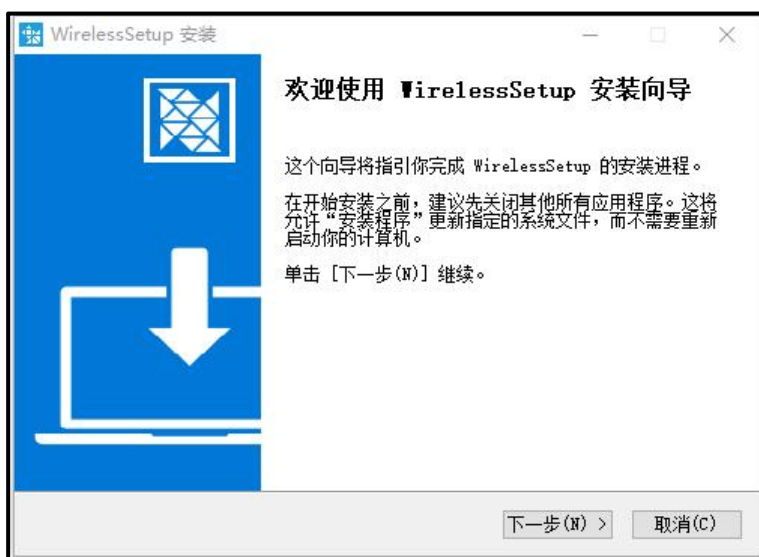 WirelessSetup 安装
欢迎使用 WirelessSetup 安装向导
这个向导将指引你完成 WirelessSetup 的安装进程。
在开始安装之前，建议先关闭其他所有应用程序。这将
允许“安装程序”更新指定的系统文件，而不需要重新
启动你的计算机。
单击 [下一步(N)] 继续。
下一步(N) >
取消(C)